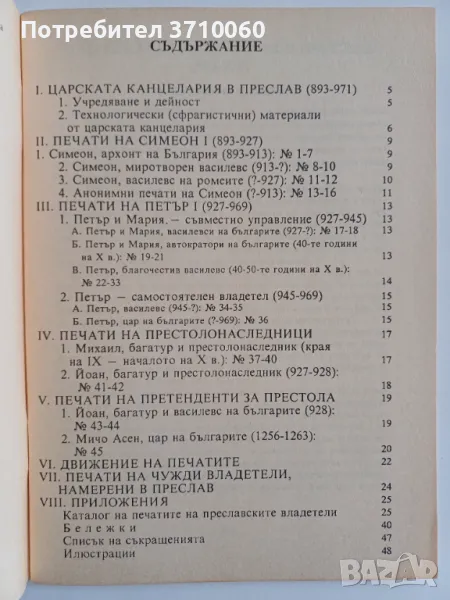 Потребител 3710060
СЪДЪРЖАНИЕ
I. ЦАРСКАТА КАНЦЕЛАРИЯ В ПРЕСЛАВ (893-971) 5
1. Учредяване и дейност 5
2. Технологически (сфрагистични) материали
от царската канцелария 6
II. ПЕЧАТИ НА СИМЕОН I (893-927) 9
1. Симеон, архонт на България (893-913): № 1-7 9
2. Симеон, миротворен василевс (913-?): № 8-10 9
3. Симеон, василевс на ромеите (?-927): № 11-12 10
4. Анонимни печати на Симеон (?-913): № 13-16 11
III. ПЕЧАТИ НА ПЕТЪР I (927-969) 13
1. Петър и Мария. – съвместно управление (927-945) 13
А. Петър и Мария, василевси на българите (927-?): № 17-18 13
Б. Петър и Мария, автократори на българите (40-те години
на X в.): № 19-21 13
В. Петър, благочестив василевс (40-50-те години на X в.):
№ 22-33 14
2. Петър – самостоятелен владетел (945-969) 15
А. Петър, василевс (945-?): № 34-35 15
Б. Петър, цар на българите (?-969): № 36 15
IV. ПЕЧАТИ НА ПРЕСТОЛОНАСЛЕДНИЦИ 17
1. Михаил, багатур и престолонаследник (края
на IX – началото на X в.): № 37-40 17
2. Йоан, багатур и престолонаследник (927-928):
№ 41-42 18
V. ПЕЧАТИ НА ПРЕТЕНДЕНТИ ЗА ПРЕСТОЛА 19
1. Йоан, багатур и василевс на българите (928):
№ 43-44 19
2. Мичо Асен, цар на българите (1256-1263):
№ 45 20
VI. ДВИЖЕНИЕ НА ПЕЧАТИТЕ 22
VII. ПЕЧАТИ НА ЧУЖДИ ВЛАДЕТЕЛИ,
НАМЕРЕНИ В ПРЕСЛАВ 24
VIII. ПРИЛОЖЕНИЯ 25
Каталог на печатите на преславските владетели 25
Бележки 40
Списък на съкращенията 47
Илюстрации 48
BAZAR
bg